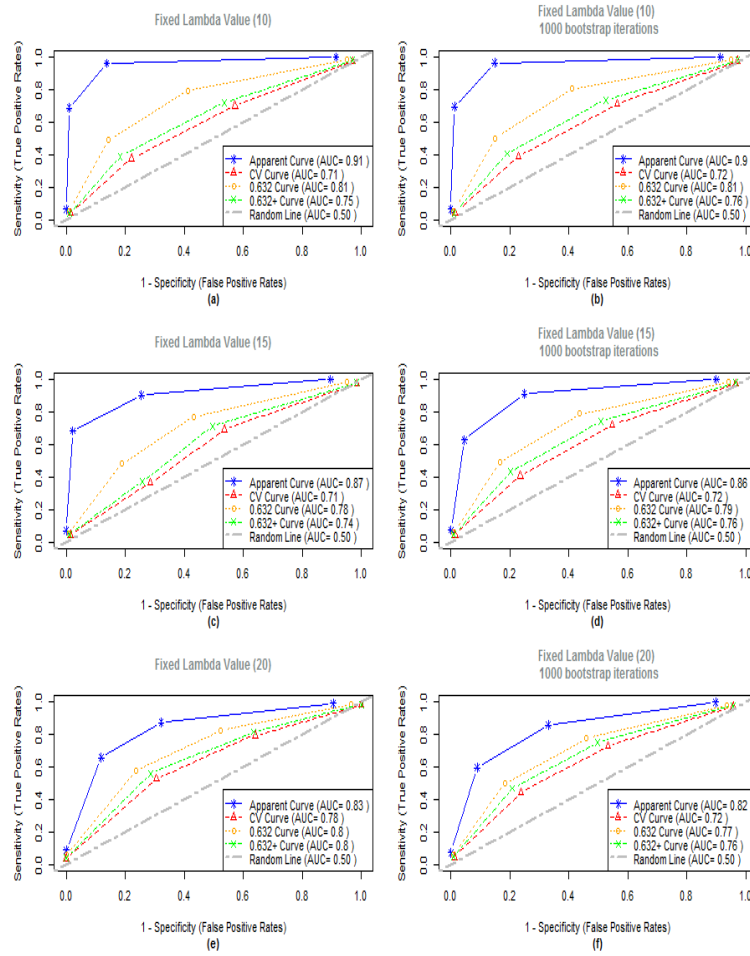 Fixed Lambda Value (10)
Sensitivity (True Positive Rates)
1.0
0.8
0.6
0.4
0.2
0.0
Apparent Curve (AUC= 0.91 )
CV Curve (AUC= 0.71 )
0.632 Curve (AUC= 0.81 )
0.632+ Curve (AUC= 0.75 )
Random Line (AUC= 0.50 )
0.0 0.2 0.4 0.6 0.8 1.0
1 - Specificity (False Positive Rates)
(a)
Fixed Lambda Value (10)
1000 bootstrap iterations
Sensitivity (True Positive Rates)
1.0
0.8
0.6
0.4
0.2
0.0
Apparent Curve (AUC= 0.9
CV Curve (AUC= 0.72 )
0.632 Curve (AUC= 0.81 )
0.632+ Curve (AUC= 0.76 )
Random Line (AUC= 0.50 )
0.0 0.2 0.4 0.6 0.8 1.0
1 - Specificity (False Positive Rates)
(b)
Fixed Lambda Value (15)
Sensitivity (True Positive Rates)
1.0
0.8
0.6
0.4
0.2
0.0
Apparent Curve (AUC= 0.87 )
CV Curve (AUC= 0.71 )
0.632 Curve (AUC= 0.78 )
0.632+ Curve (AUC= 0.74 )
Random Line (AUC= 0.50 )
0.0 0.2 0.4 0.6 0.8 1.0
1 - Specificity (False Positive Rates)
(c)
Fixed Lambda Value (15)
1000 bootstrap iterations
Sensitivity (True Positive Rates)
1.0
0.8
0.6
0.4
0.2
0.0
Apparent Curve (AUC= 0.86
CV Curve (AUC= 0.72 )
0.632 Curve (AUC= 0.79 )
0.632+ Curve (AUC= 0.76 )
Random Line (AUC= 0.50 )
0.0 0.2 0.4 0.6 0.8 1.0
1 - Specificity (False Positive Rates)
(d)
Fixed Lambda Value (20)
Sensitivity (True Positive Rates)
1.0
0.8
0.6
0.4
0.2
0.0
Apparent Curve (AUC= 0.83 )
CV Curve (AUC= 0.78 )
0.632 Curve (AUC= 0.8 )
0.632+ Curve (AUC= 0.8 )
Random Line (AUC= 0.50 )
0.0 0.2 0.4 0.6 0.8 1.0
1 - Specificity (False Positive Rates)
(e)
Fixed Lambda Value (20)
1000 bootstrap iterations
Sensitivity (True Positive Rates)
1.0
0.8
0.6
0.4
0.2
0.0
Apparent Curve (AUC= 0.82
CV Curve (AUC= 0.72 )
0.632 Curve (AUC= 0.77 )
0.632+ Curve (AUC= 0.76 )
Random Line (AUC= 0.50 )
0.0 0.2 0.4 0.6 0.8 1.0
1 - Specificity (False Positive Rates)
(f)